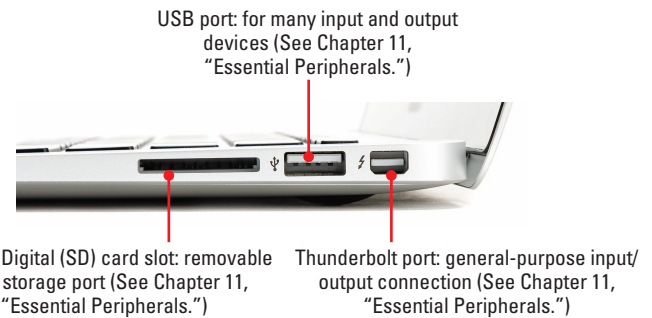 USB port: for many input and output
devices (See Chapter 11,
“Essential Peripherals.”)
Digital (SD) card slot: removable
storage port (See Chapter 11,
“Essential Peripherals.”)
Thunderbolt port: general-purpose input/
output connection (See Chapter 11,
“Essential Peripherals.”)